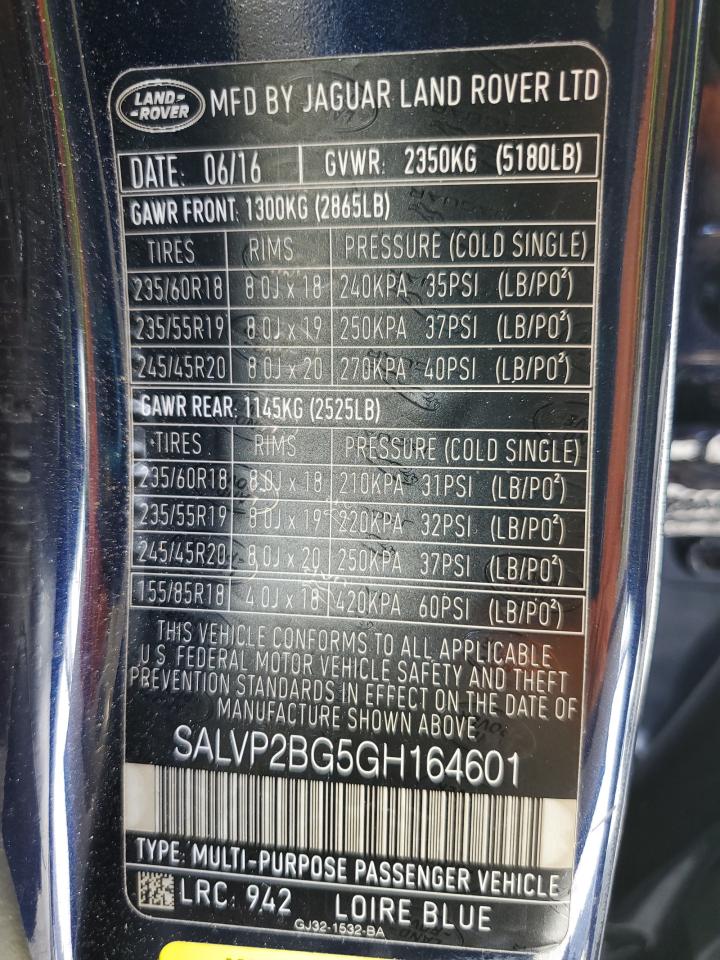 LAND-ROVER MFD BY JAGUAR LAND ROVER LTD
DATE: 06/16 GVWR: 2350KG (5180LB)
GAWR FRONT: 1300KG (2865LB)
TIRES RIMS PRESSURE (COLD SINGLE)
235/60R18 8.0J x 18 240KPA 35PSI (LB/PO²)
235/55R19 8.0J x 19 250KPA 37PSI (LB/PO²)
245/45R20 8.0J x 20 270KPA 40PSI (LB/PO²)
GAWR REAR: 1145KG (2525LB)
TIRES RIMS PRESSURE (COLD SINGLE)
235/60R18 8.0J x 18 210KPA 31PSI (LB/PO²)
235/55R19 8.0J x 19 220KPA 32PSI (LB/PO²)
245/45R20 8.0J x 20 250KPA 37PSI (LB/PO²)
155/85R18 4.0J x 18 420KPA 60PSI (LB/PO²)
THIS VEHICLE CONFORMS TO ALL APPLICABLE
U.S. FEDERAL MOTOR VEHICLE SAFETY AND THEFT
PREVENTION STANDARDS IN EFFECT ON THE DATE OF
MANUFACTURE SHOWN ABOVE.
SALVP2BG5GH164601
TYPE: MULTI-PURPOSE PASSENGER VEHICLE
LRC: 942 LOIRE BLUE
GJ32-1532-BA